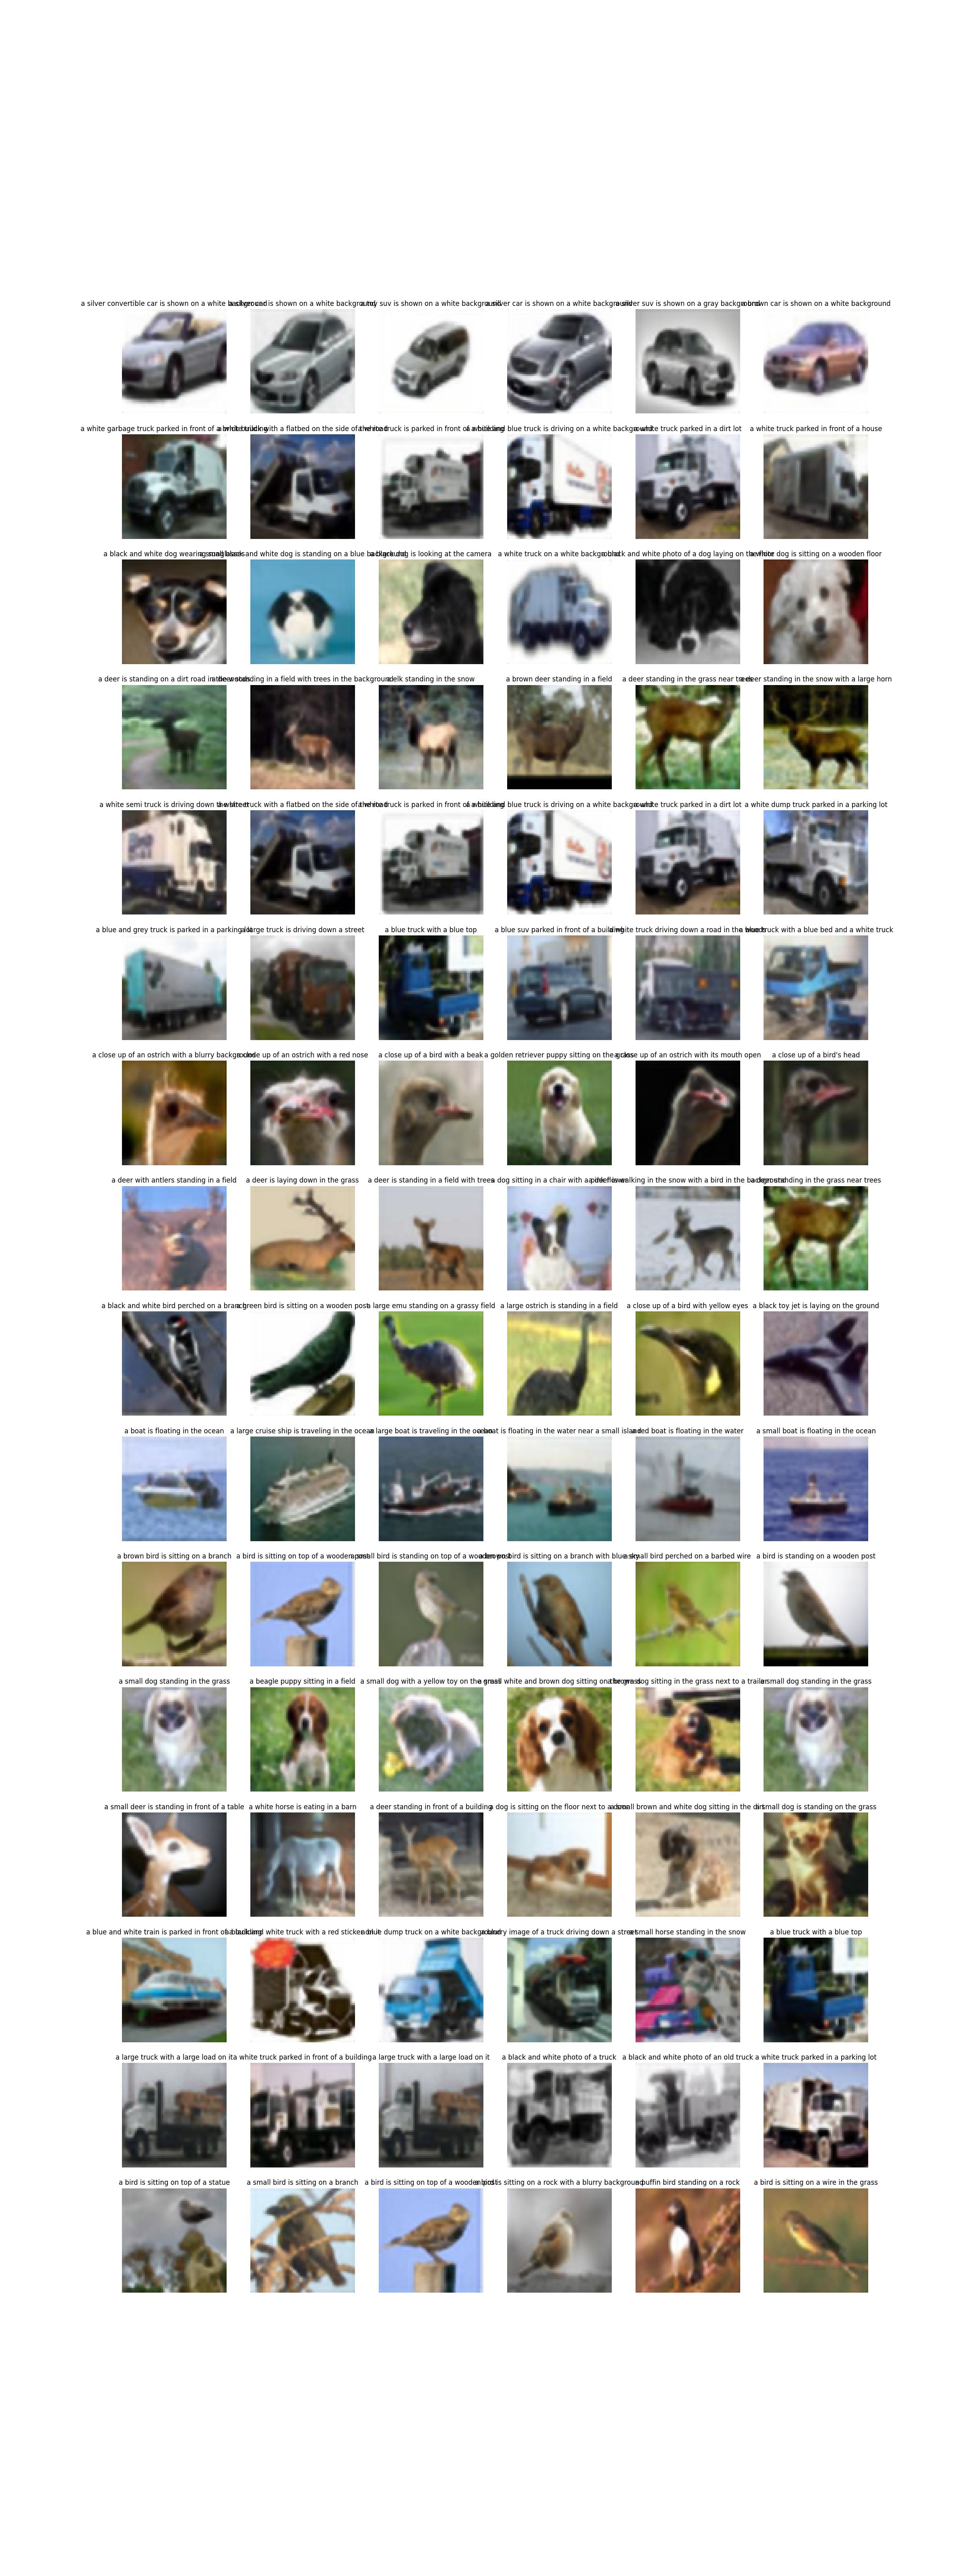 a silver convertible car is shown on a white background
a silver car is shown on a white background
suv is shown on a white background
a silver car is shown on a white background
a silver suv is shown on a gray background
a brown car is shown on a white background
a white garbage truck parked in front of a building
a white truck with a flatbed on the side of the road
a white truck is parked in front of a building
a white and blue truck is driving on a white background
a white truck parked in a dirt lot
a white truck parked in front of a house
a black and white dog wearing sunglasses
a small black and white dog is standing on a blue background
a black dog is looking at the camera
a white truck on a white background
a black and white photo of a dog laying on the floor
a white dog is sitting on a wooden floor
a deer is standing on a dirt road in the woods
a deer standing in a field with trees in the background
elk standing in the snow
a brown deer standing in a field
a deer standing in the grass near trees
a deer standing in the snow with a large horn
a white semi truck is driving down the street
a white truck with a flatbed on the side of the road
a white truck is parked in front of a building
a white and blue truck is driving on a white background
a white truck parked in a dirt lot
a white dump truck parked in a parking lot
a blue and grey truck is parked in a parking lot
a large truck is driving down a street
a blue truck with a blue top
a blue suv parked in front of a building
a white truck driving down a road in the woods
a blue truck with a blue bed and a white truck
a close up of an ostrich with a blurry background
a close up of an ostrich with a red nose
a close up of a bird with a beak
a golden retriever puppy sitting on the grass
a close up of an ostrich with its mouth open
a close up of a bird's head
a deer with antlers standing in a field
a deer is laying down in the grass
a deer is standing in a field with trees
a dog sitting in a chair with a pink flower
a deer is walking in the snow with a bird in the background
a deer standing in the grass near trees
a black and white bird perched on a branch
a green bird is sitting on a wooden post
a large emu standing on a grassy field
a large ostrich is standing in a field
a close up of a bird with yellow eyes
a black toy jet is laying on the ground
a boat is floating in the ocean
a large cruise ship is traveling in the ocean
a large boat is traveling in the ocean
a boat is floating in the water near a small island
a red boat is floating in the water
a small boat is floating in the ocean
a brown bird is sitting on a branch
a bird is sitting on top of a wooden post
a small bird is standing on top of a wooden post
a brown bird is sitting on a branch with blue sky
a small bird perched on a barbed wire
a bird is standing on a wooden post
a small dog standing in the grass
a beagle puppy sitting in a field
a small dog with a yellow toy on the grass
a small white and brown dog sitting on the grass
a brown dog sitting in the grass next to a trailer
a small dog standing in the grass
a small deer is standing in front of a table
a white horse is eating in a barn
a deer standing in front of a building
a dog is sitting on the floor next to a door
a small brown and white dog sitting in the dirt
a small dog is standing on the grass
a blue and white train is parked in front of a building
a black and white truck with a red sticker on it
a blue dump truck on a white background
a blurry image of a truck driving down a street
a small horse standing in the snow
a blue truck with a blue top
a large truck with a large load on it
a white truck parked in front of a building
a large truck with a large load on it
a black and white photo of a truck
a black and white photo of an old truck
a white truck parked in a parking lot
a bird is sitting on top of a statue
a small bird is sitting on a branch
a bird is sitting on top of a wooden post
a bird is sitting on a rock with a blurry background
a puffin bird standing on a rock
a bird is sitting on a wire in the grass